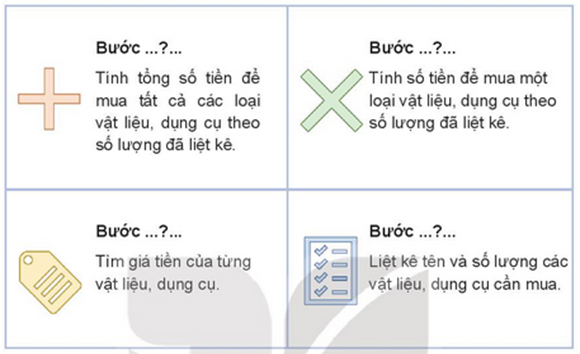 Bước ...?...
Tính tổng số tiền để
mua tất cả các loại
vật liệu, dụng cụ theo
số lượng đã liệt kê.
Bước ...?...
Tính số tiền để mua một
loại vật liệu, dụng cụ theo
số lượng đã liệt kê.
Bước ...?...
Tìm giá tiền của từng
vật liệu, dụng cụ.
Bước ...?...
Liệt kê tên và số lượng các
vật liệu, dụng cụ cần mua.